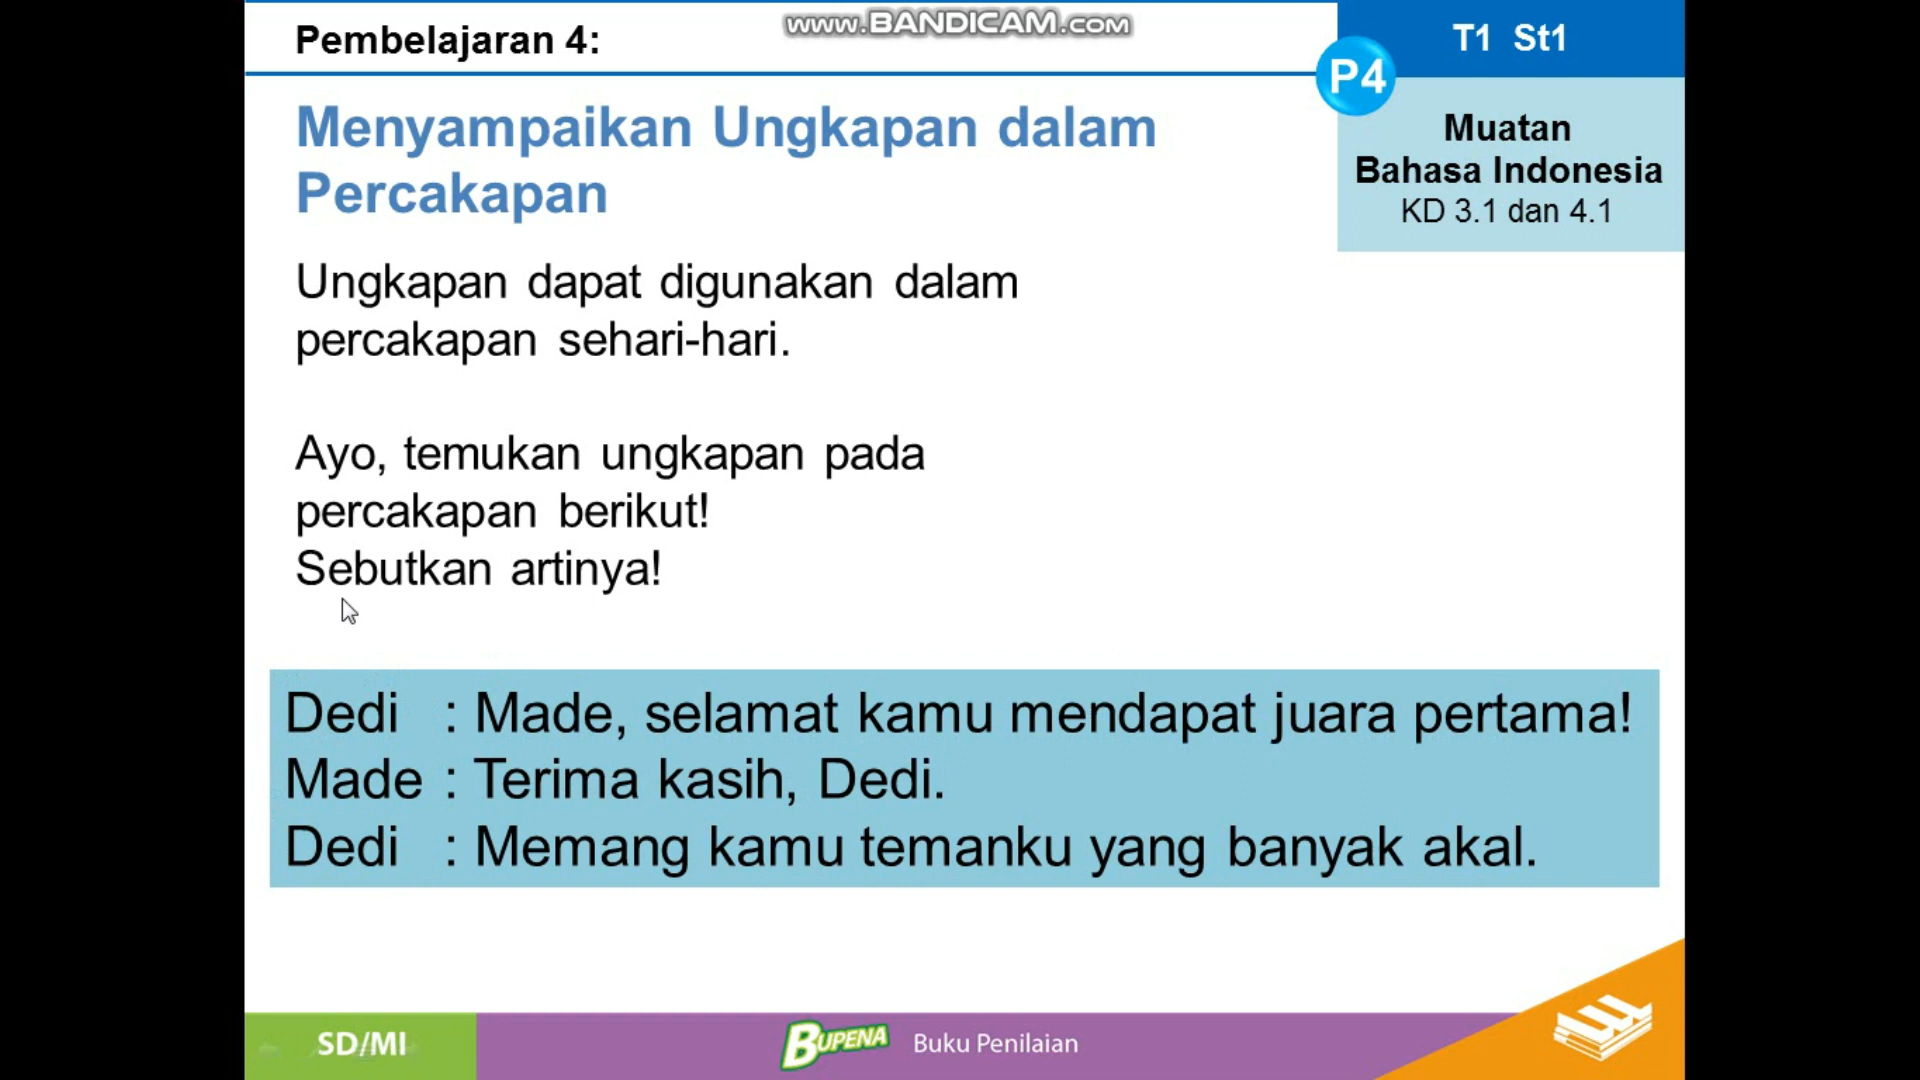 www.BANDICAM.com
Pembelajaran 4:
T1 St1
P4
Menyampaikan Ungkapan dalam
Percakapan
Muatan
Bahasa Indonesia
KD 3.1 dan 4.1
Ungkapan dapat digunakan dalam
percakapan sehari-hari.
Ayo, temukan ungkapan pada
percakapan berikut!
Sebutkan artinya!
Dedi : Made, selamat kamu mendapat juara pertama!
Made : Terima kasih, Dedi.
Dedi : Memang kamu temanku yang banyak akal.
SD/MI
BUPENA
Buku Penilaian